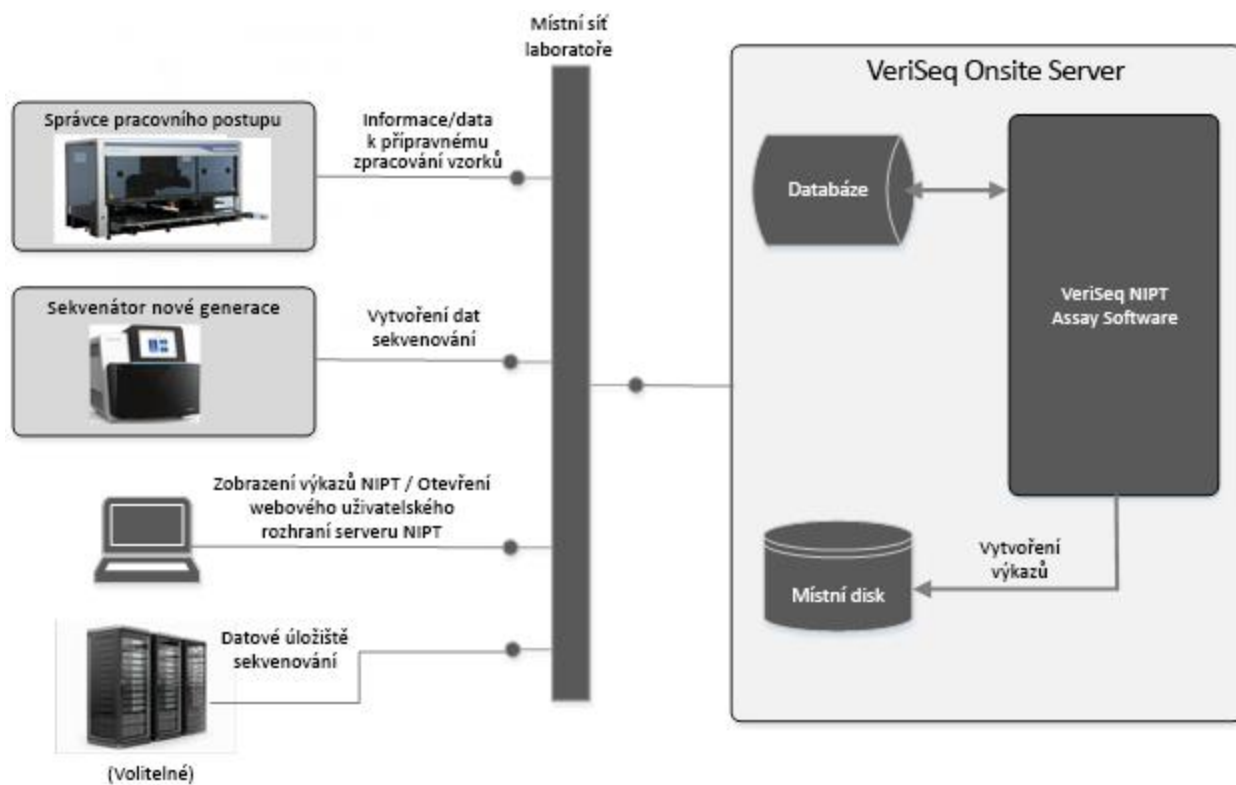 Místní síť
laboratoře
VeriSeq Onsite Server
Správce pracovního postupu
Informace/data
k přípravnému
zpracování vzorků
Databáze
VeriSeq NIPT
Assay Software
Sekvenátor nové generace
Vytvoření dat
sekvenování
Zobrazení výkazů NIPT / Otevření
webového uživatelského
rozhraní serveru NIPT
Vytvoření
výkazů
Místní disk
Datové úložiště
sekvenování
(Volitelné)